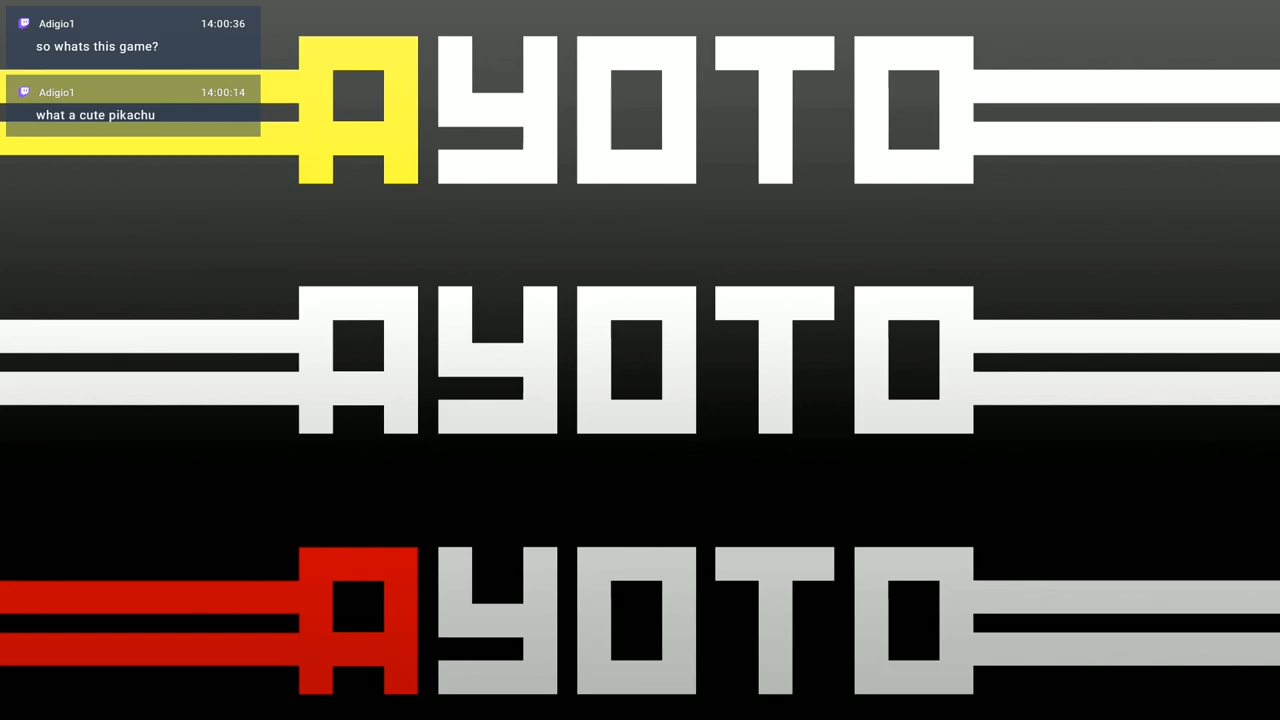 Adigio1 14:00:36
so whats this game?
Adigio1 14:00:14
what a cute pikachu
AYOTO
AYOTO
AYOTO